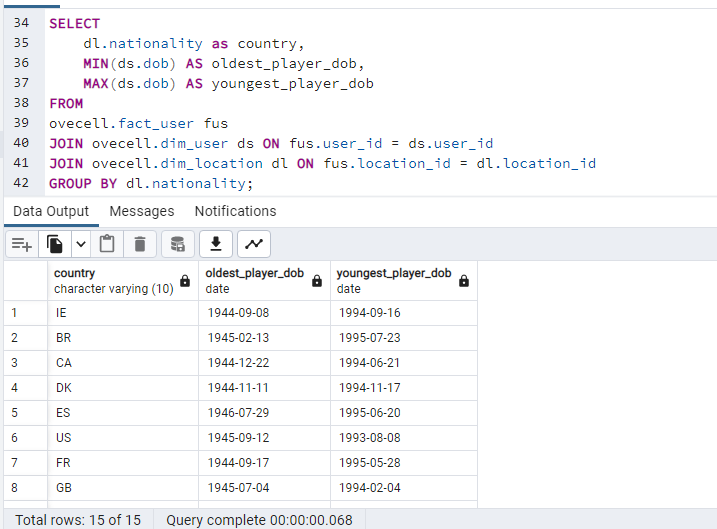 34 SELECT
35 dl.nationality as country,
36 MIN(ds.dob) AS oldest_player_dob,
37 MAX(ds.dob) AS youngest_player_dob
38 FROM
39 ovecell.fact_user fus
40 JOIN ovecell.dim_user ds ON fus.user_id = ds.user_id
41 JOIN ovecell.dim_location dl ON fus.location_id = dl.location_id
42 GROUP BY dl.nationality;
Data Output Messages Notifications
country oldest_player_dob youngest_player_dob
character varying (10) date date
1 IE 1944-09-08 1994-09-16
2 BR 1945-02-13 1995-07-23
3 CA 1944-12-22 1994-06-21
4 DK 1944-11-11 1994-11-17
5 ES 1946-07-29 1995-06-20
6 US 1945-09-12 1993-08-08
7 FR 1944-09-17 1995-05-28
8 GB 1945-07-04 1994-02-04
Total rows: 15 of 15 Query complete 00:00:00.068